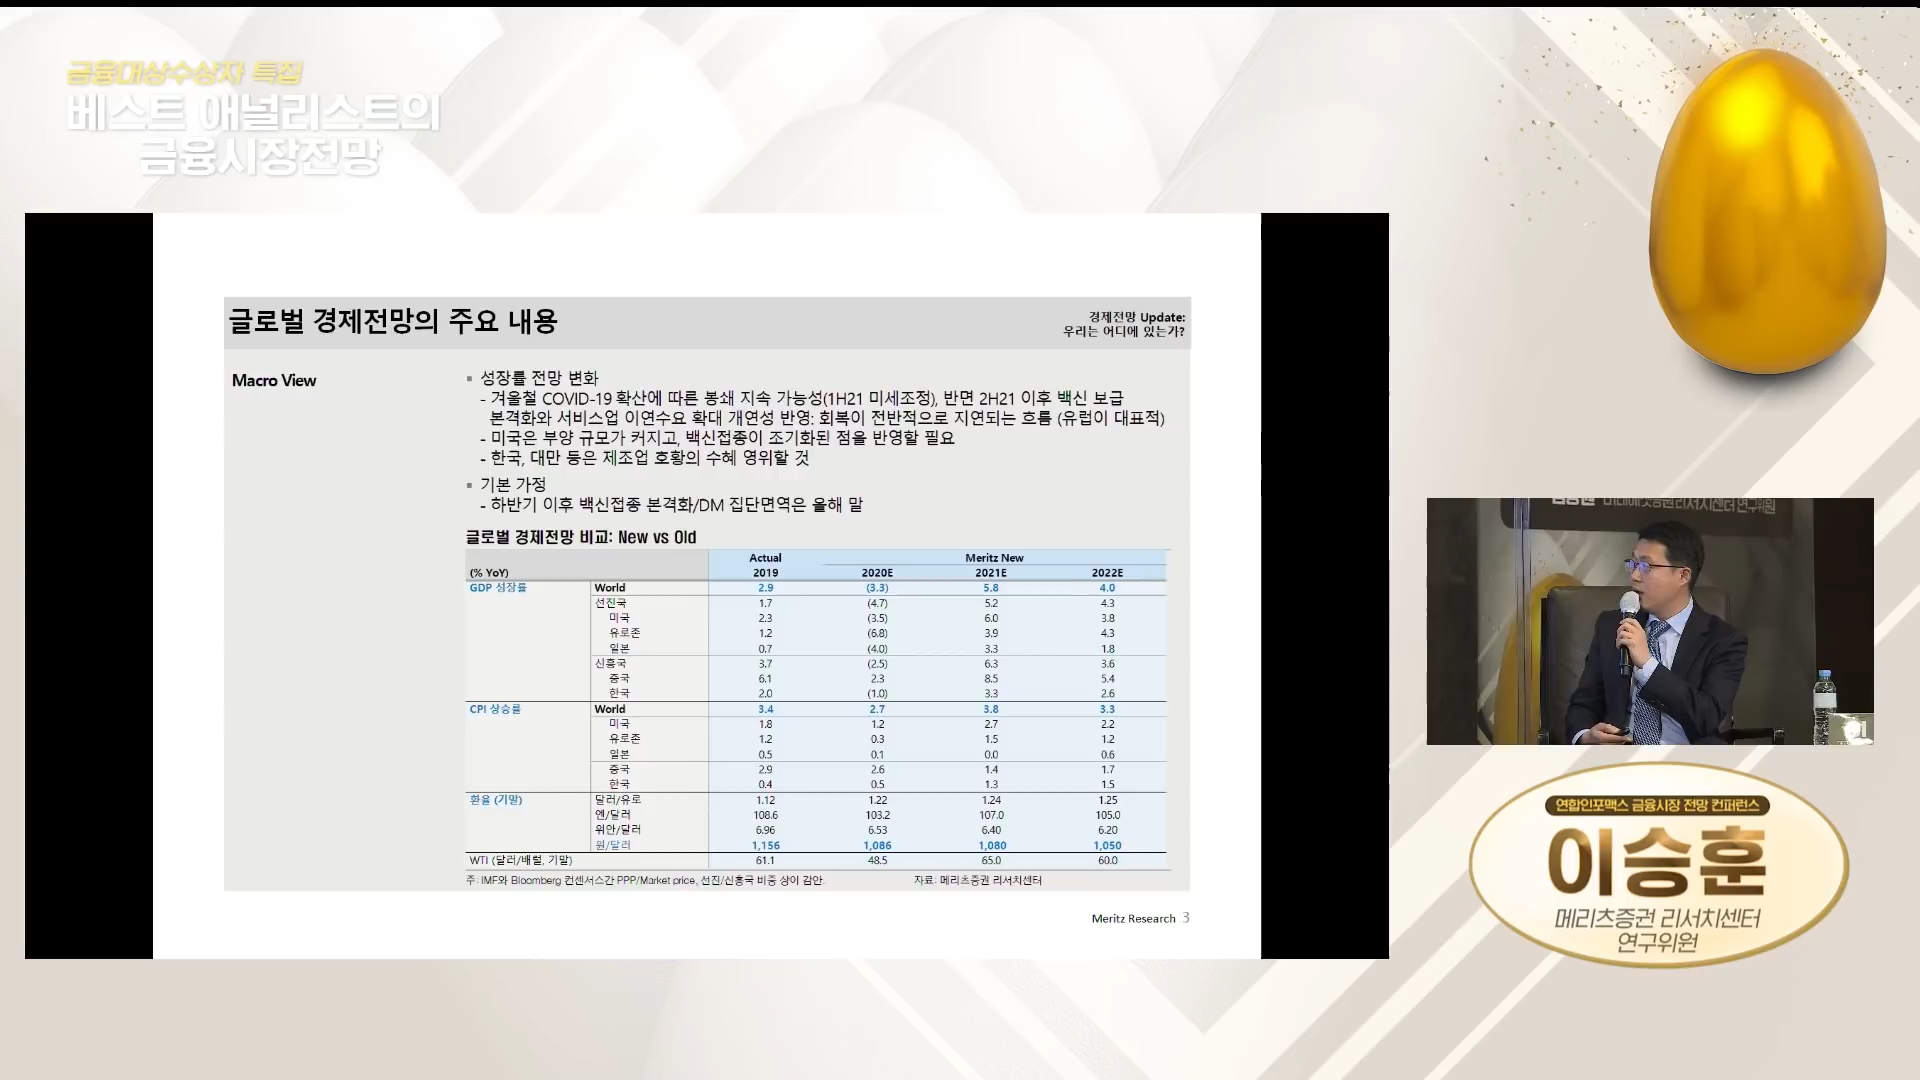 금융대상수상자 특집
베스트 애널리스트의
금융시장전망
글로벌 경제전망의 주요 내용
경제전망 Update:
우리는 어디에 있는가?
Macro View
▪ 성장률 전망 변화
- 겨울철 COVID-19 확산에 따른 봉쇄 지속 가능성(1H21 미세조정), 반면 2H21 이후 백신 보급
본격화와 서비스업 이연수요 확대 개연성 반영: 회복이 전반적으로 지연되는 흐름 (유럽이 대표적)
- 미국은 부양 규모가 커지고, 백신접종이 조기화된 점을 반영할 필요
- 한국, 대만 등은 제조업 호황의 수혜 영위할 것
▪ 기본 가정
- 하반기 이후 백신접종 본격화/DM 집단면역은 올해 말
글로벌 경제전망 비교: New vs Old
Actual Meritz New
(% YoY) 2019 2020E 2021E 2022E
GDP 성장률 World 2.9 (3.3) 5.8 4.0
선진국 1.7 (4.7) 5.2 4.3
미국 2.3 (3.5) 6.0 3.8
유로존 1.2 (6.8) 3.9 4.3
일본 0.7 (4.0) 3.3 1.8
신흥국 3.7 (2.5) 6.3 3.6
중국 6.1 2.3 8.5 5.4
한국 2.0 (1.0) 3.3 2.6
CPI 상승률 World 3.4 2.7 3.8 3.3
미국 1.8 1.2 2.7 2.2
유로존 1.2 0.3 1.5 1.2
일본 0.5 0.1 0.0 0.6
중국 2.9 2.6 1.4 1.7
한국 0.4 0.5 1.3 1.5
환율 (기말) 달러/유로 1.12 1.22 1.24 1.25
엔/달러 108.6 103.2 107.0 105.0
위안/달러 6.96 6.53 6.40 6.20
원/달러 1,156 1,086 1,080 1,050
WTI (달러/배럴, 기말) 61.1 48.5 65.0 60.0
주: IMF와 Bloomberg 컨센서스간 PPP/Market price, 선진/신흥국 비중 상이 감안. 자료: 메리츠증권 리서치센터
Meritz Research 3
연합인포맥스 금융시장 전망 컨퍼런스
이승훈
메리츠증권 리서치센터
연구위원